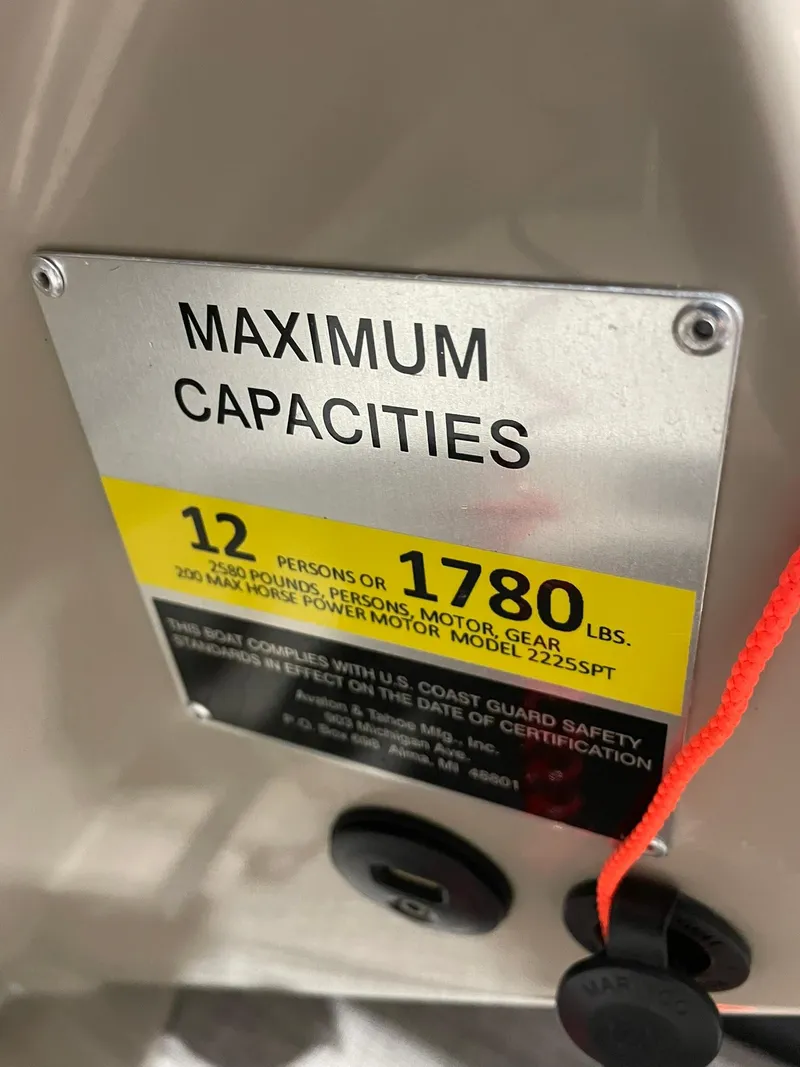 MAXIMUM
CAPACITIES
12 PERSONS OR 1780 LBS.
2580 POUNDS, PERSONS, MOTOR, GEAR
200 MAX HORSE POWER MOTOR MODEL 2225SPT
THIS BOAT COMPLIES WITH U.S. COAST GUARD SAFETY
STANDARDS IN EFFECT ON THE DATE OF CERTIFICATION
Avalon & Tahoe Mfg., Inc.
903 Michigan Ave.
P.O. Box 698 Alma, MI 48801